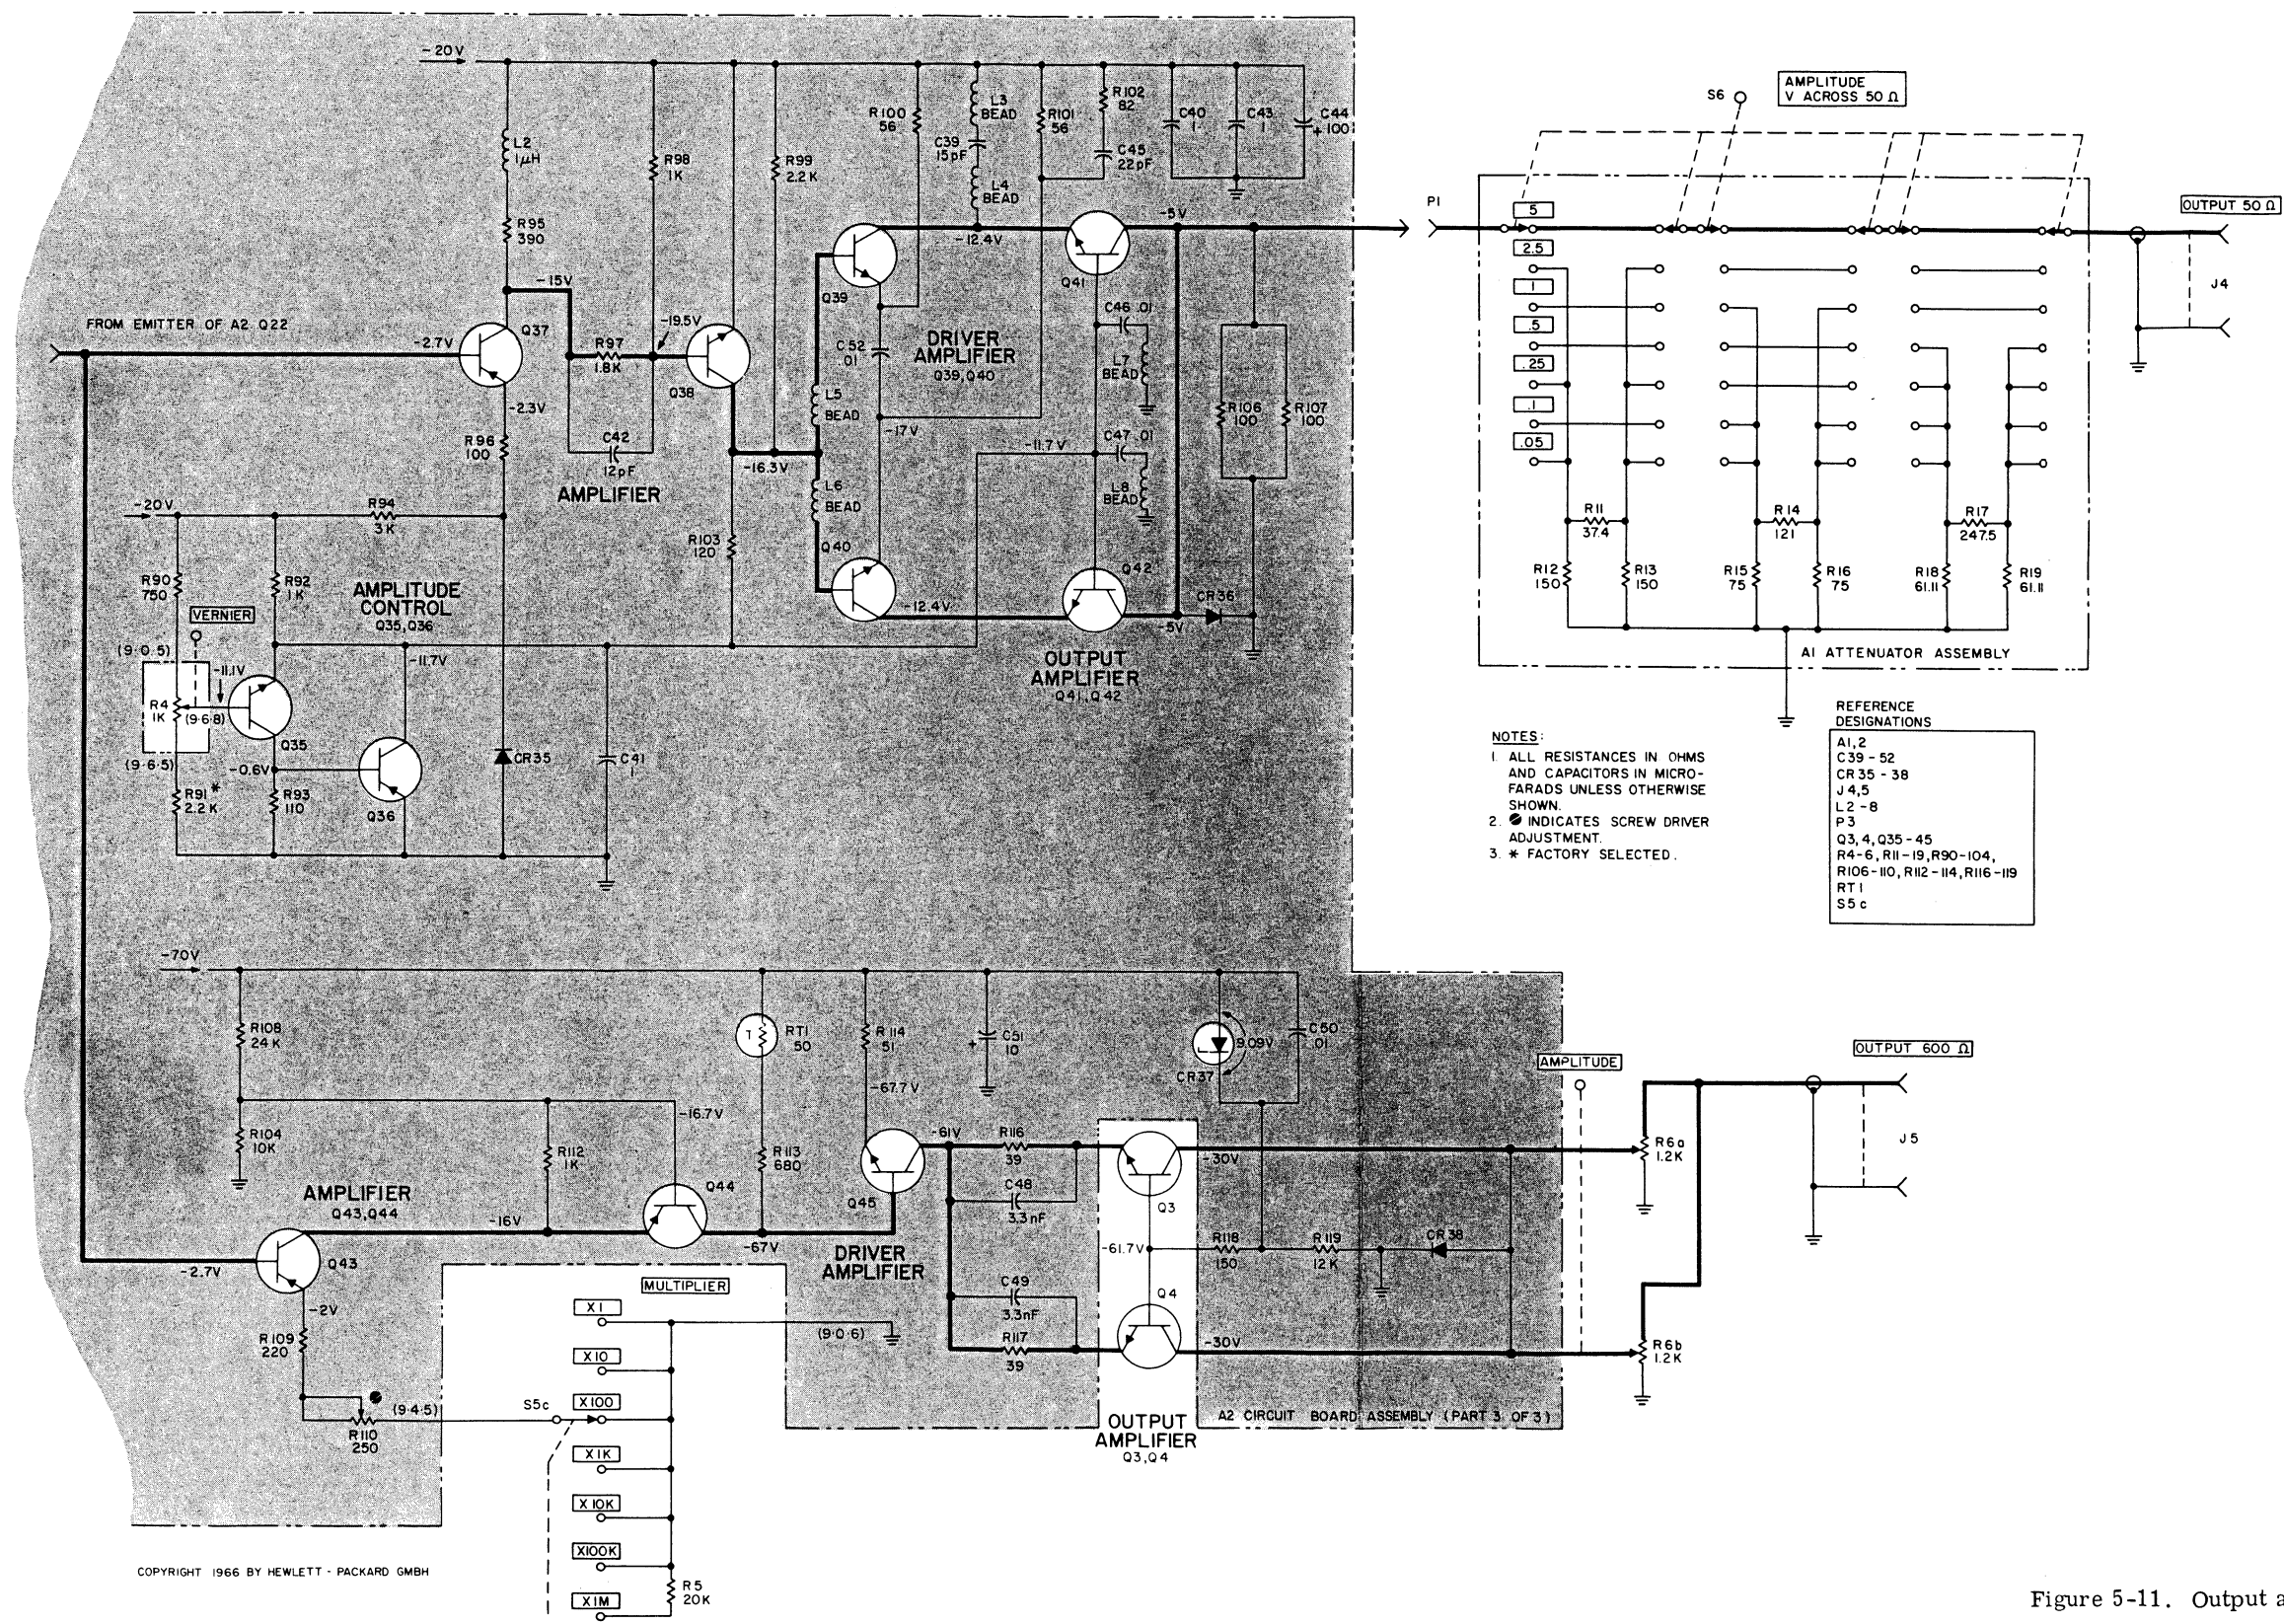 -20V
L2
1μH
R98
1K
R99
2.2K
R100
56
L3
BEAD
C39
15pF
L4
BEAD
R101
56
R102
82
C45
22pF
C40
1
C43
1
C44
+ 100
S6
AMPLITUDE
V ACROSS 50 Ω
R95
390
-15V
FROM EMITTER OF A2 Q22
-2.7V
Q37
R97
1.8K
-19.5V
Q38
Q39
-12.4V
Q41
-5V
P1
5
2.5
1
.5
.25
.1
.05
OUTPUT 50 Ω
J4
C52
.01
DRIVER
AMPLIFIER
Q39,Q40
C46 .01
L7
BEAD
R106
100
R107
100
L5
BEAD
-2.3V
R96
100
C42
12pF
AMPLIFIER
-16.3V
-17V
-11.7V
C47 .01
L8
BEAD
L6
BEAD
-20V
R94
3K
R103
120
Q40
R11
37.4
R14
121
R17
247.5
R12
150
R13
150
R15
75
R16
75
R18
61.11
R19
61.11
A1 ATTENUATOR ASSEMBLY
R90
750
R92
1K
AMPLITUDE
CONTROL
Q35,Q36
VERNIER
(9·0·5)
-11.1V
R4
1K
(9·6·8)
Q35
-11.7V
(9·6·5)
-0.6V
R91 *
2.2K
R93
110
Q36
CR35
C41
1
-12.4V
Q42
-5V
CR36
OUTPUT
AMPLIFIER
Q41,Q42
NOTES:
1. ALL RESISTANCES IN OHMS
AND CAPACITORS IN MICRO-
FARADS UNLESS OTHERWISE
SHOWN.
2. INDICATES SCREW DRIVER
ADJUSTMENT.
3. * FACTORY SELECTED.
REFERENCE
DESIGNATIONS
A1,2
C39 - 52
CR 35 - 38
J4,5
L2 - 8
P3
Q3,4,Q35-45
R4-6,R11-19,R90-104,
R106-110,R112-114,R116-119
RT1
S5c
-70V
R108
24K
R104
10K
R112
1K
-16.7V
RT1
50
R113
680
R114
51
-67.7V
+ C51
10
9.09V
CR37
C50
.01
AMPLITUDE
OUTPUT 600 Ω
J5
AMPLIFIER
Q43,Q44
-16V
Q44
-67V
Q45
-61V
R116
39
C48
3.3nF
Q3
-30V
R6a
1.2K
-2.7V
Q43
DRIVER
AMPLIFIER
-61.7V
R118
150
R119
12K
CR38
-2V
R109
220
C49
3.3nF
R117
39
Q4
-30V
R6b
1.2K
MULTIPLIER
X1
(9·0·6)
X10
X100
S5c
(9·4·5)
R110
250
X1K
X10K
X100K
X1M
R5
20K
OUTPUT
AMPLIFIER
Q3,Q4
A2 CIRCUIT BOARD ASSEMBLY (PART 3 OF 3)
COPYRIGHT 1966 BY HEWLETT - PACKARD GMBH
Figure 5-11. Output a